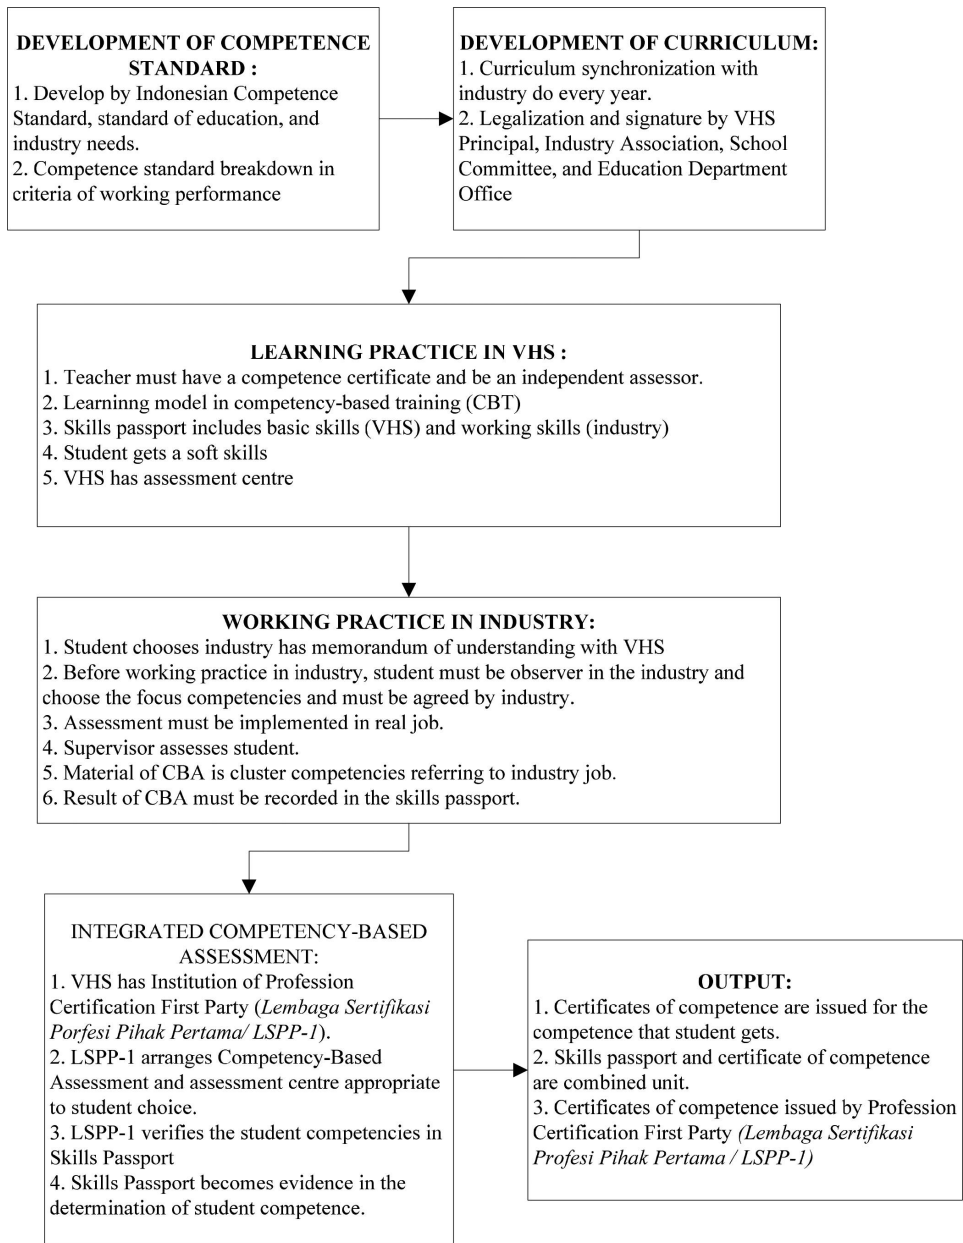 DEVELOPMENT OF COMPETENCE
STANDARD :
1. Develop by Indonesian Competence
Standard, standard of education, and
industry needs.
2. Competence standard breakdown in
criteria of working performance
DEVELOPMENT OF CURRICULUM:
1. Curriculum synchronization with
industry do every year.
2. Legalization and signature by VHS
Principal, Industry Association, School
Committee, and Education Department
Office
LEARNING PRACTICE IN VHS :
1. Teacher must have a competence certificate and be an independent assessor.
2. Learninng model in competency-based training (CBT)
3. Skills passport includes basic skills (VHS) and working skills (industry)
4. Student gets a soft skills
5. VHS has assessment centre
WORKING PRACTICE IN INDUSTRY:
1. Student chooses industry has memorandum of understanding with VHS
2. Before working practice in industry, student must be observer in the industry and
choose the focus competencies and must be agreed by industry.
3. Assessment must be implemented in real job.
4. Supervisor assesses student.
5. Material of CBA is cluster competencies referring to industry job.
6. Result of CBA must be recorded in the skills passport.
INTEGRATED COMPETENCY-BASED
ASSESSMENT:
1. VHS has Institution of Profession
Certification First Party (Lembaga Sertifikasi
Porfesi Pihak Pertama/ LSPP-1).
2. LSPP-1 arranges Competency-Based
Assessment and assessment centre appropriate
to student choice.
3. LSPP-1 verifies the student competencies in
Skills Passport
4. Skills Passport becomes evidence in the
determination of student competence.
OUTPUT:
1. Certificates of competence are issued for the
competence that student gets.
2. Skills passport and certificate of competence
are combined unit.
3. Certificates of competence issued by Profession
Certification First Party (Lembaga Sertifikasi
Profesi Pihak Pertama / LSPP-1)